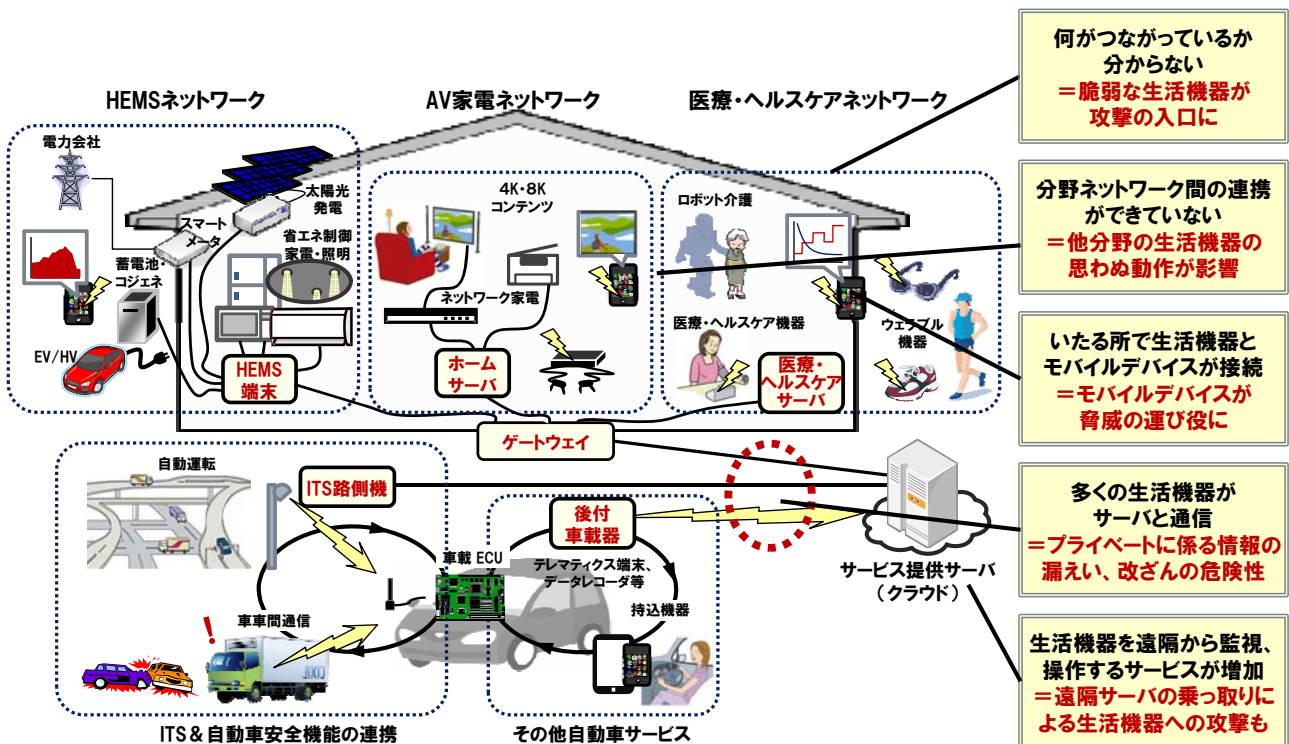 HEMSネットワーク
AV家電ネットワーク
医療・ヘルスケアネットワーク
電力会社
スマート
メータ
太陽光
発電
省エネ制御
家電・照明
蓄電池・
コジェネ
EV/HV
HEMS
端末
4K・8K
コンテンツ
ネットワーク家電
ホーム
サーバ
ロボット介護
医療・ヘルスケア機器
ウェラブル
機器
医療・
ヘルスケア
サーバ
ゲートウェイ
自動運転
ITS路側機
車車間通信
!
車載 ECU
後付
車載器
テレマティクス端末、
データレコーダ等
持込機器
サービス提供サーバ
（クラウド）
ITS＆自動車安全機能の連携
その他自動車サービス
何がつながっているか
分からない
＝脆弱な生活機器が
攻撃の入口に
分野ネットワーク間の連携
ができていない
＝他分野の生活機器の
思わぬ動作が影響
いたる所で生活機器と
モバイルデバイスが接続
＝モバイルデバイスが
脅威の運び役に
多くの生活機器が
サーバと通信
＝プライベートに係る情報の
漏えい、改ざんの危険性
生活機器を遠隔から監視、
操作するサービスが増加
＝遠隔サーバの乗っ取りに
よる生活機器への攻撃も